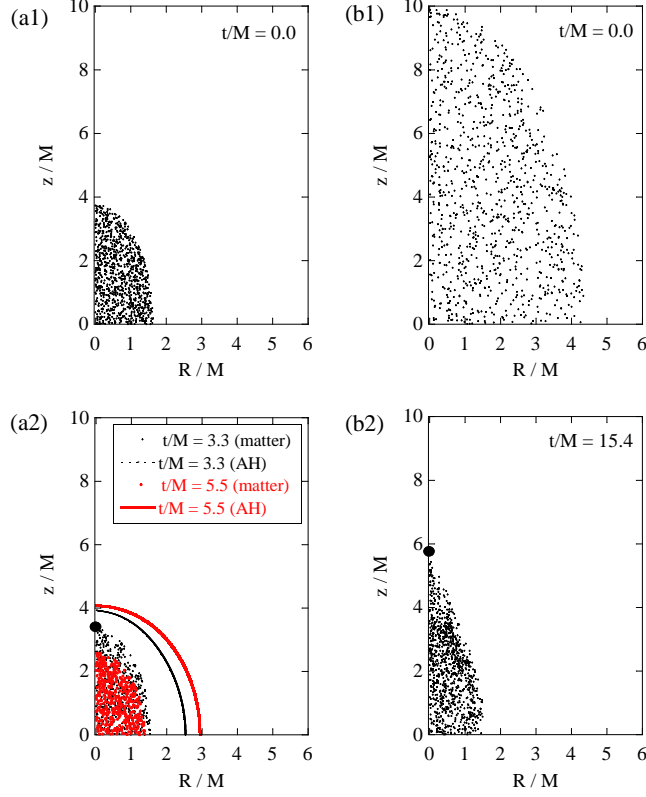 (a1)
t/M = 0.0
10
8
6
4
2
0
z / M
0 1 2 3 4 5 6
R / M
(b1)
t/M = 0.0
10
8
6
4
2
0
z / M
0 1 2 3 4 5 6
R / M
(a2)
t/M = 3.3 (matter)
t/M = 3.3 (AH)
t/M = 5.5 (matter)
t/M = 5.5 (AH)
10
8
6
4
2
0
z / M
0 1 2 3 4 5 6
R / M
(b2)
t/M = 15.4
10
8
6
4
2
0
z / M
0 1 2 3 4 5 6
R / M